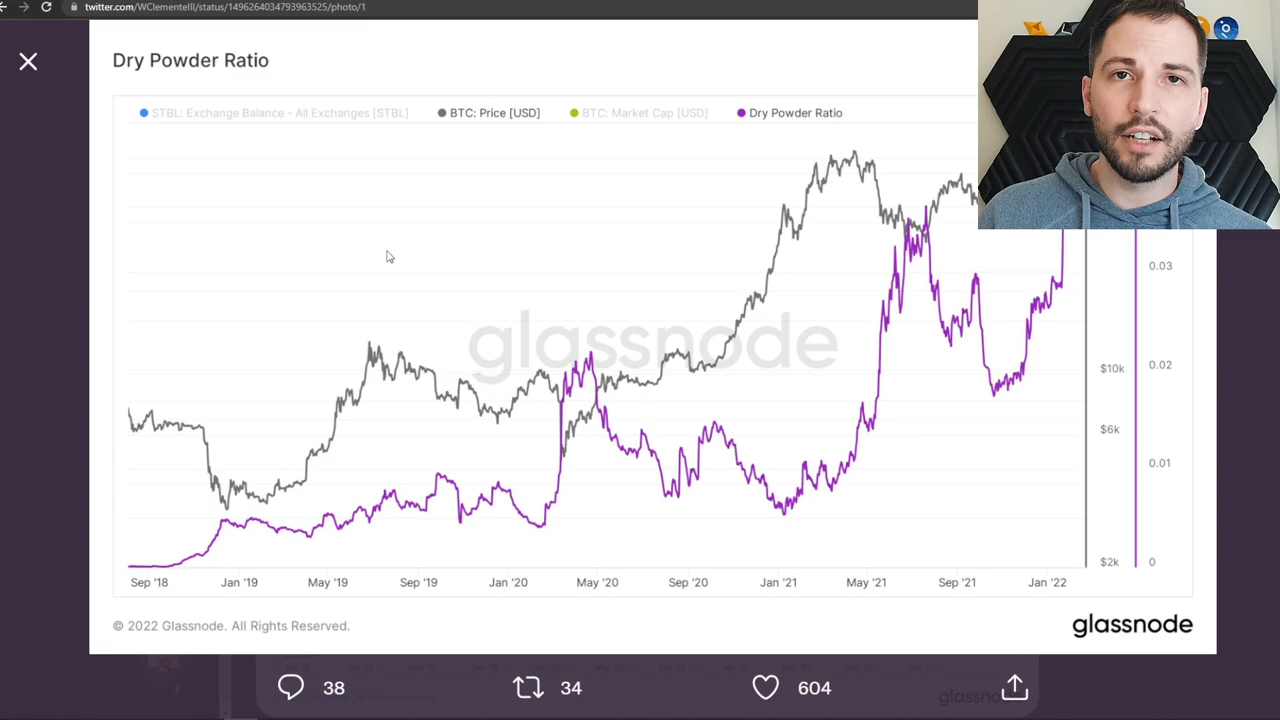 twitter.com/WClementeIII/status/1496264034793963525/photo/1
Dry Powder Ratio
STBL: Exchange Balance - All Exchanges [STBL] BTC: Price [USD] BTC: Market Cap [USD] Dry Powder Ratio
glassnode
0.03
$10k 0.02
$6k
0.01
$2k 0
Sep '18 Jan '19 May '19 Sep '19 Jan '20 May '20 Sep '20 Jan '21 May '21 Sep '21 Jan '22
© 2022 Glassnode. All Rights Reserved.
glassnode
38 34 604